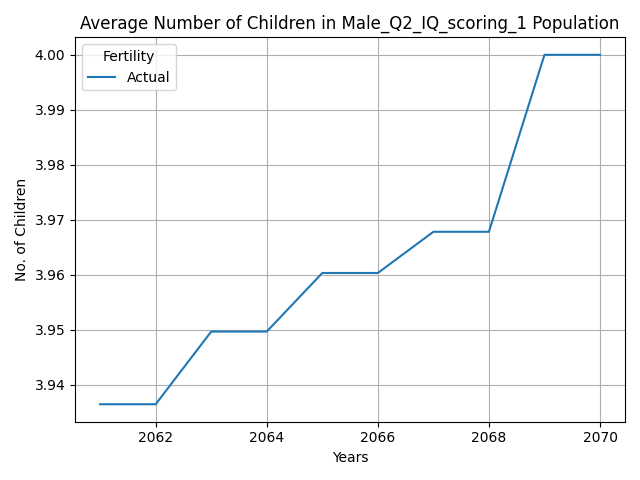 Average Number of Children in Male_Q2_IQ_scoring_1 Population
Fertility
Actual
4.00
3.99
3.98
3.97
3.96
3.95
3.94
No. of Children
2062
2064
2066
2068
2070
Years